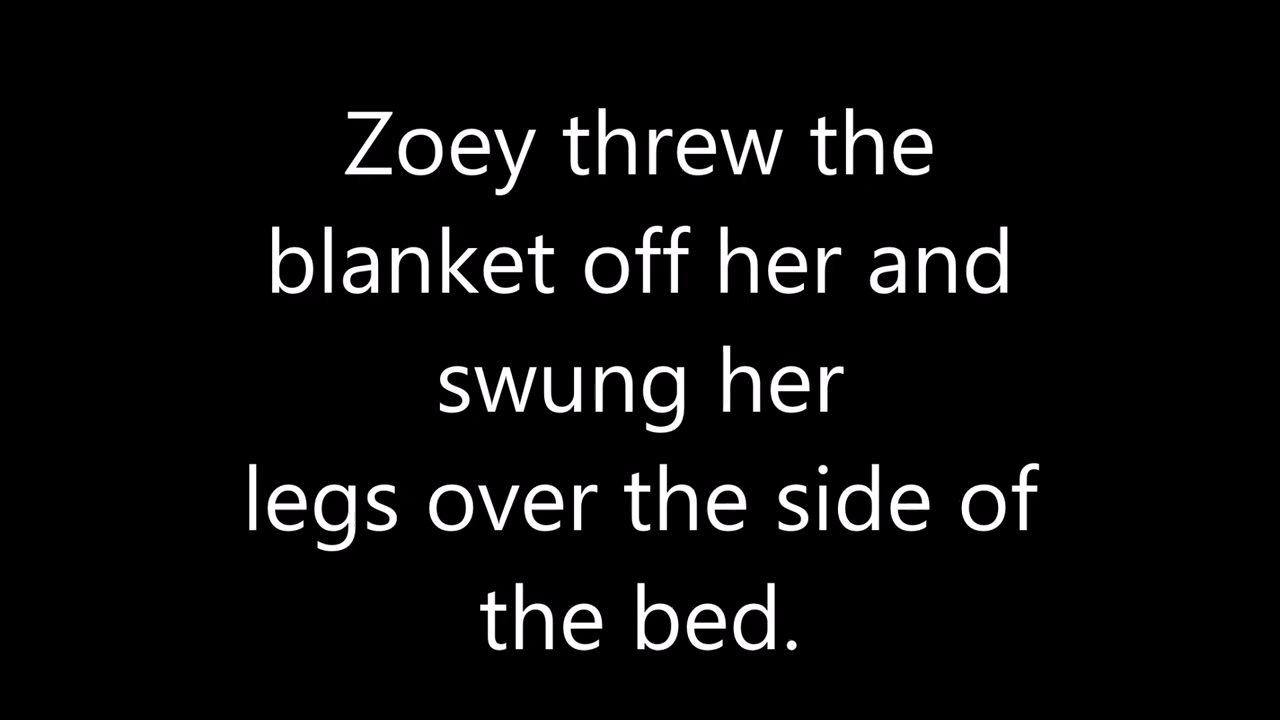 Zoey threw the
blanket off her and
swung her
legs over the side of
the bed.